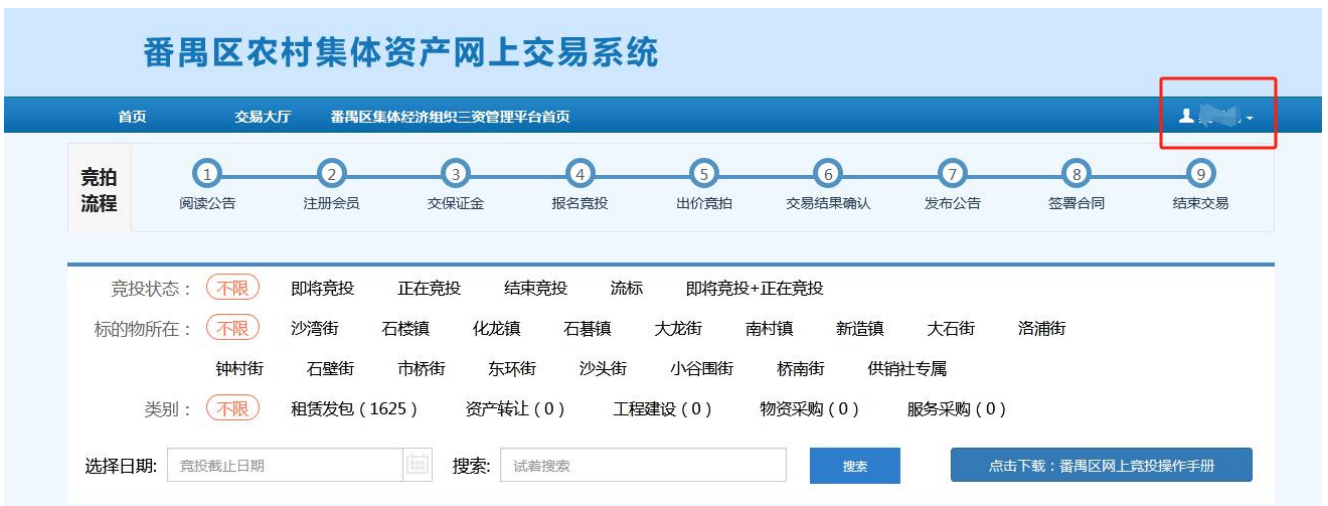 番禺区农村集体资产网上交易系统
首页 交易大厅 番禺区集体经济组织三资管理平台首页
竞拍流程
1 2 3 4 5 6 7 8 9
阅读公告 注册会员 交保证金 报名竞投 出价竞拍 交易结果确认 发布公告 签署合同 结束交易
竞投状态： 不限 即将竞投 正在竞投 结束竞投 流标 即将竞投+正在竞投
标的物所在： 不限 沙湾街 石楼镇 化龙镇 石碁镇 大龙街 南村镇 新造镇 大石街 洛浦街
钟村街 石壁街 市桥街 东环街 沙头街 小谷围街 桥南街 供销社专属
类别： 不限 租赁发包（1625） 资产转让（0） 工程建设（0） 物资采购（0） 服务采购（0）
选择日期: 竞投截止日期 搜索: 试着搜索 搜索 点击下载：番禺区网上竞投操作手册